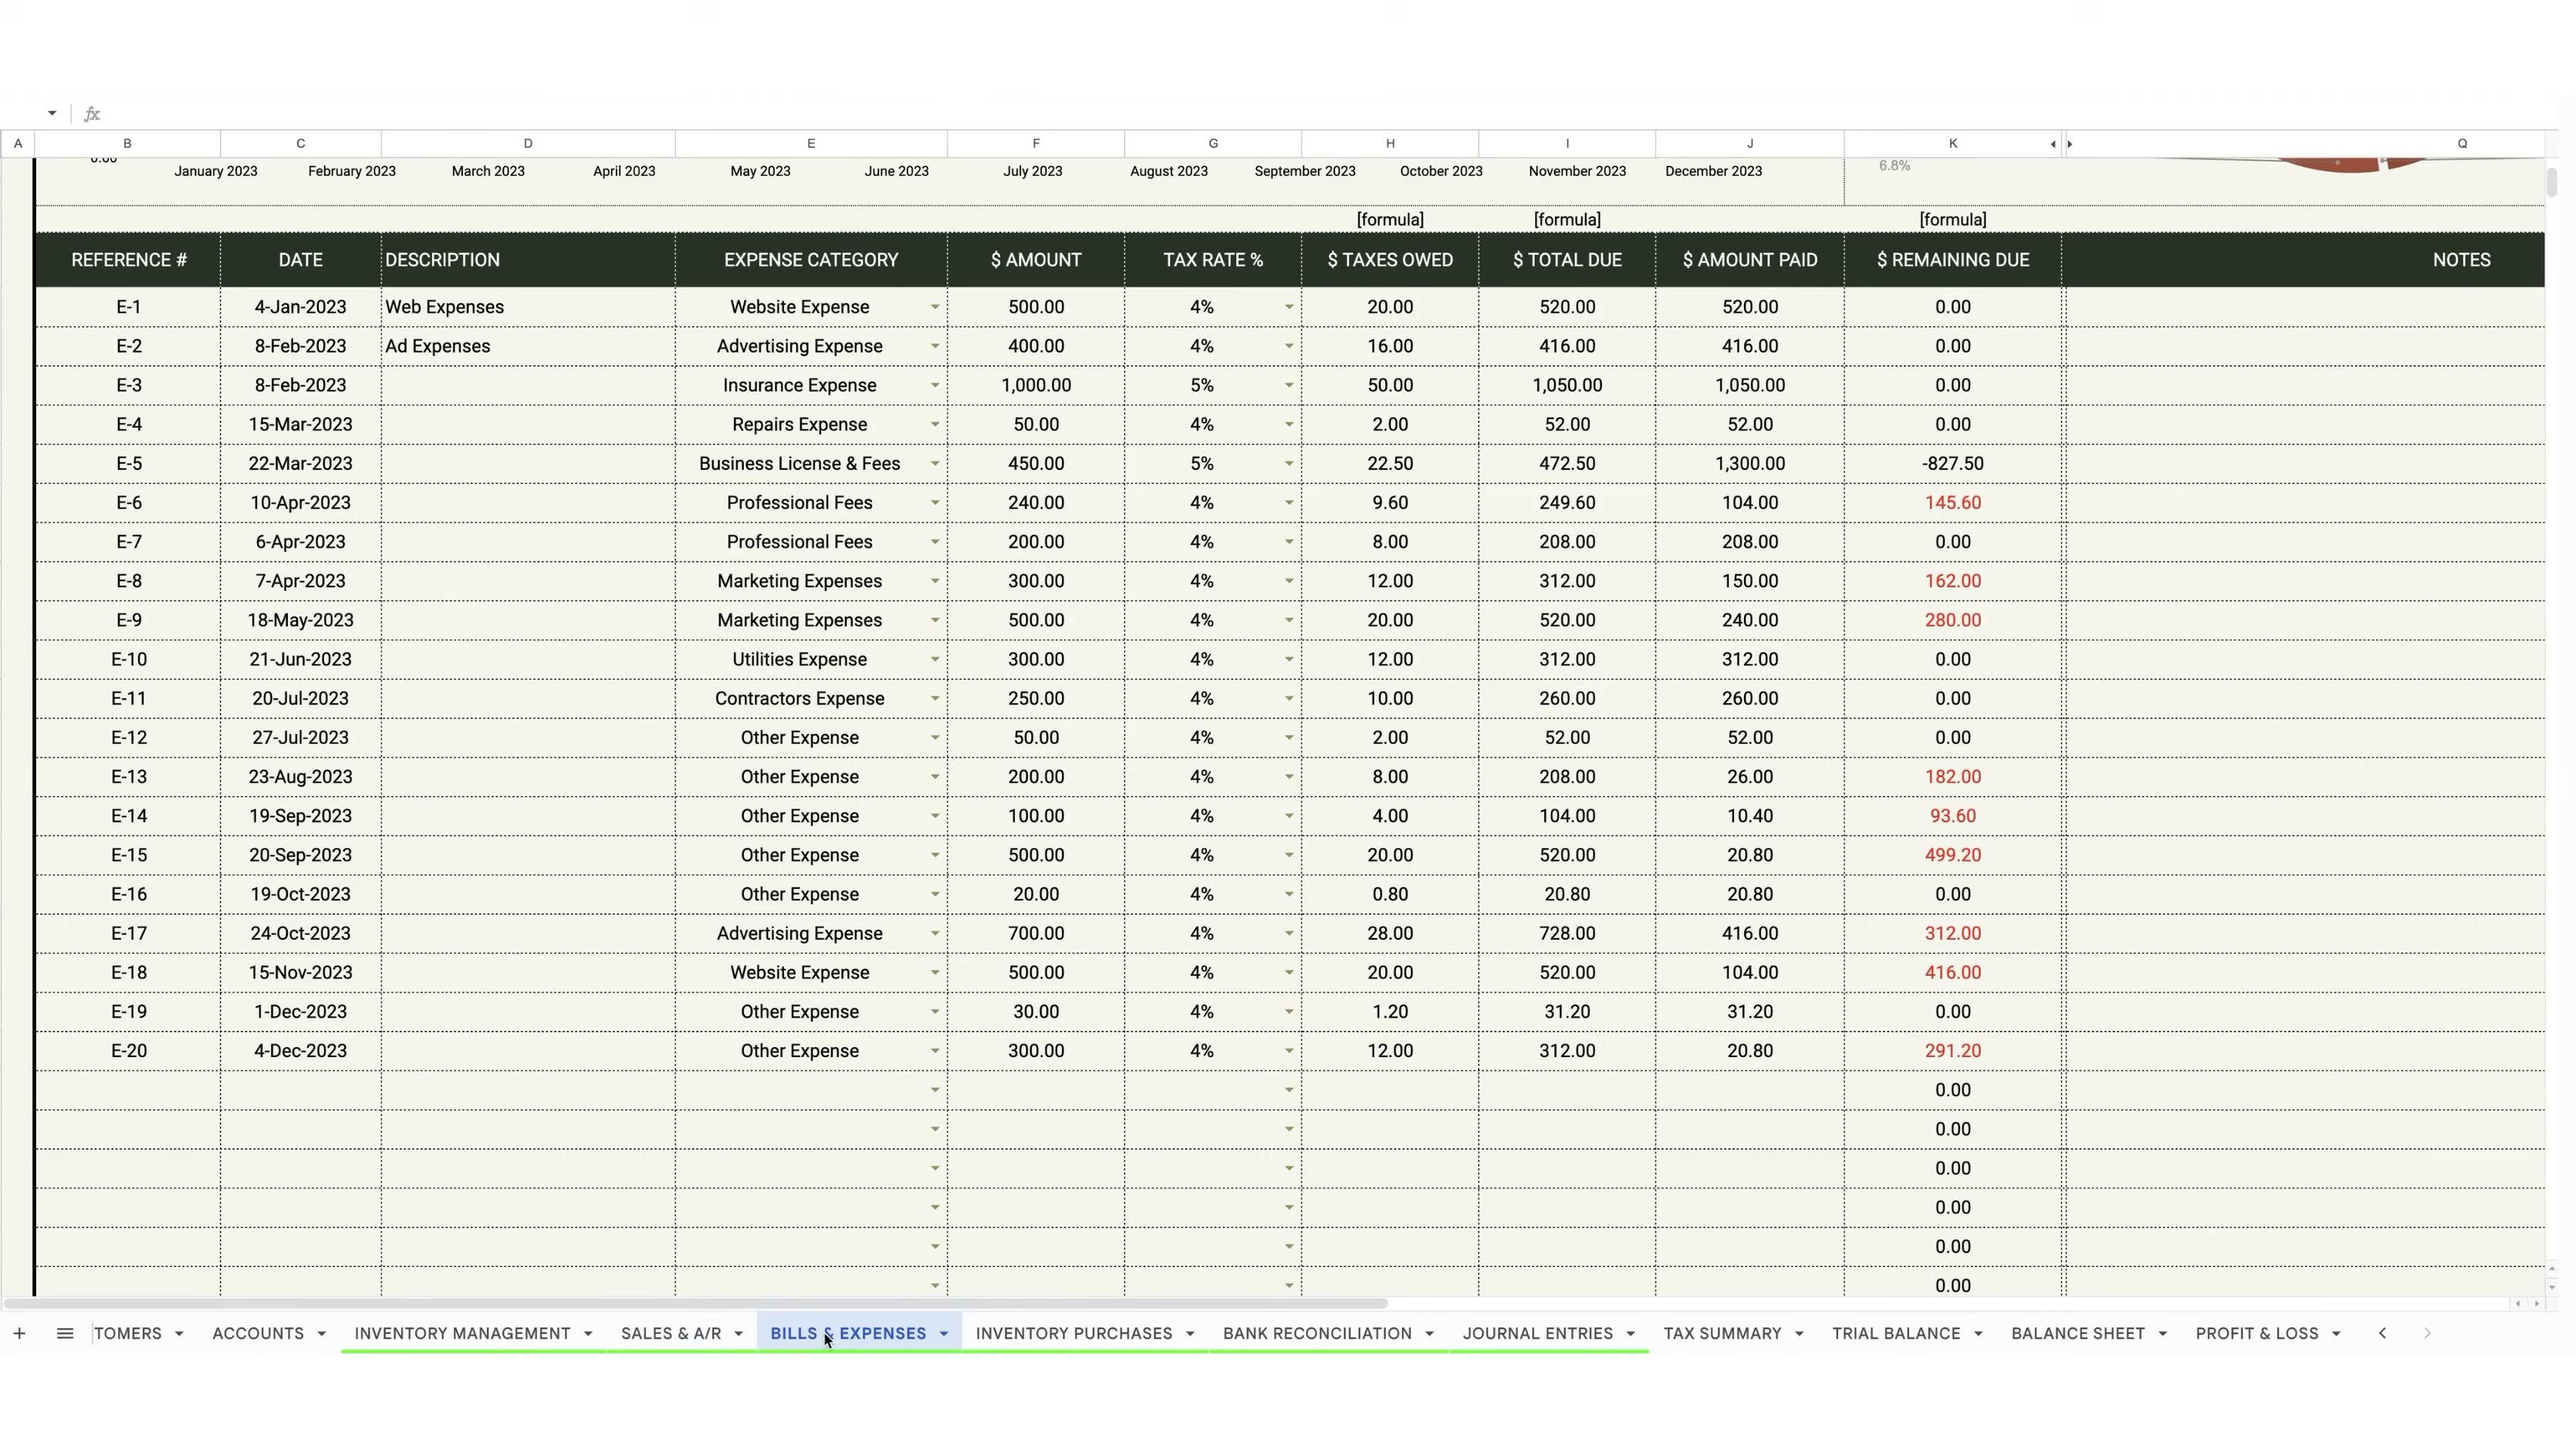 fx
A B C D E F G H I J K Q
0.00
January 2023 February 2023 March 2023 April 2023 May 2023 June 2023 July 2023 August 2023 September 2023 October 2023 November 2023 December 2023 6.8%
[formula] [formula] [formula]
REFERENCE # DATE DESCRIPTION EXPENSE CATEGORY $ AMOUNT TAX RATE % $ TAXES OWED $ TOTAL DUE $ AMOUNT PAID $ REMAINING DUE NOTES
E-1 4-Jan-2023 Web Expenses Website Expense 500.00 4% 20.00 520.00 520.00 0.00
E-2 8-Feb-2023 Ad Expenses Advertising Expense 400.00 4% 16.00 416.00 416.00 0.00
E-3 8-Feb-2023 Insurance Expense 1,000.00 5% 50.00 1,050.00 1,050.00 0.00
E-4 15-Mar-2023 Repairs Expense 50.00 4% 2.00 52.00 52.00 0.00
E-5 22-Mar-2023 Business License & Fees 450.00 5% 22.50 472.50 1,300.00 -827.50
E-6 10-Apr-2023 Professional Fees 240.00 4% 9.60 249.60 104.00 145.60
E-7 6-Apr-2023 Professional Fees 200.00 4% 8.00 208.00 208.00 0.00
E-8 7-Apr-2023 Marketing Expenses 300.00 4% 12.00 312.00 150.00 162.00
E-9 18-May-2023 Marketing Expenses 500.00 4% 20.00 520.00 240.00 280.00
E-10 21-Jun-2023 Utilities Expense 300.00 4% 12.00 312.00 312.00 0.00
E-11 20-Jul-2023 Contractors Expense 250.00 4% 10.00 260.00 260.00 0.00
E-12 27-Jul-2023 Other Expense 50.00 4% 2.00 52.00 52.00 0.00
E-13 23-Aug-2023 Other Expense 200.00 4% 8.00 208.00 26.00 182.00
E-14 19-Sep-2023 Other Expense 100.00 4% 4.00 104.00 10.40 93.60
E-15 20-Sep-2023 Other Expense 500.00 4% 20.00 520.00 20.80 499.20
E-16 19-Oct-2023 Other Expense 20.00 4% 0.80 20.80 20.80 0.00
E-17 24-Oct-2023 Advertising Expense 700.00 4% 28.00 728.00 416.00 312.00
E-18 15-Nov-2023 Website Expense 500.00 4% 20.00 520.00 104.00 416.00
E-19 1-Dec-2023 Other Expense 30.00 4% 1.20 31.20 31.20 0.00
E-20 4-Dec-2023 Other Expense 300.00 4% 12.00 312.00 20.80 291.20
0.00
0.00
0.00
0.00
0.00
0.00
TOMERS ACCOUNTS INVENTORY MANAGEMENT SALES & A/R BILLS & EXPENSES INVENTORY PURCHASES BANK RECONCILIATION JOURNAL ENTRIES TAX SUMMARY TRIAL BALANCE BALANCE SHEET PROFIT & LOSS